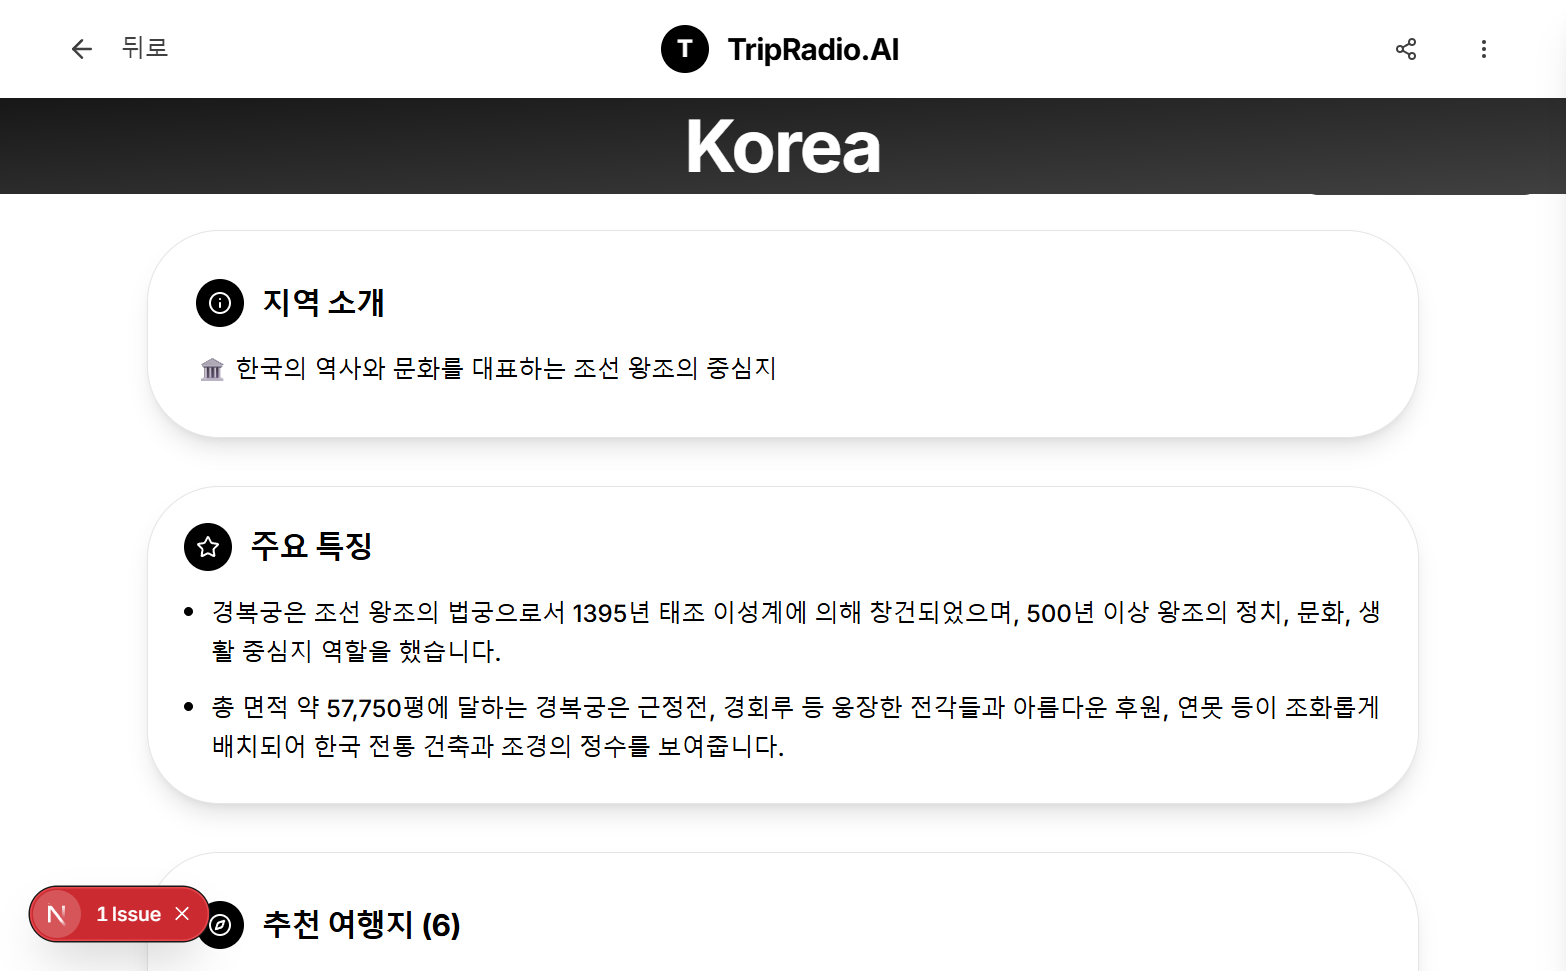 뒤로
T TripRadio.AI
Korea
지역 소개
🏛️ 한국의 역사와 문화를 대표하는 조선 왕조의 중심지
주요 특징
• 경복궁은 조선 왕조의 법궁으로서 1395년 태조 이성계에 의해 창건되었으며, 500년 이상 왕조의 정치, 문화, 생
활 중심지 역할을 했습니다.
• 총 면적 약 57,750평에 달하는 경복궁은 근정전, 경회루 등 웅장한 전각들과 아름다운 후원, 연못 등이 조화롭게
배치되어 한국 전통 건축과 조경의 정수를 보여줍니다.
N 1 Issue
추천 여행지 (6)